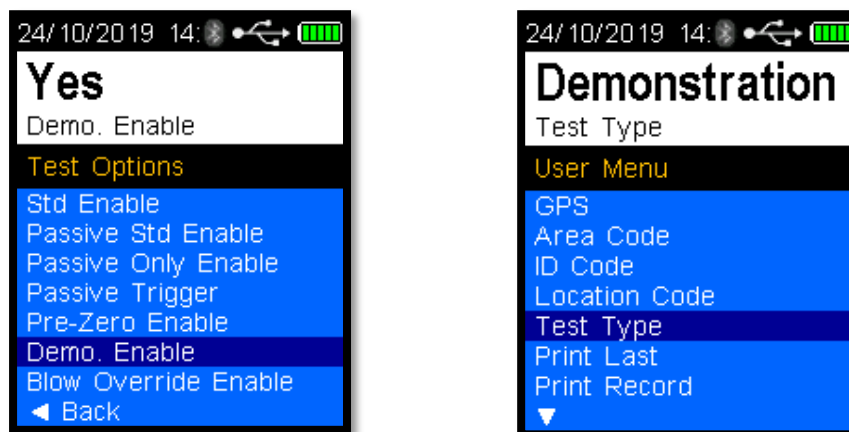 24/10/2019 14:
Yes
Demo. Enable
Test Options
Std Enable
Passive Std Enable
Passive Only Enable
Passive Trigger
Pre-Zero Enable
Demo. Enable
Blow Override Enable
◀ Back
24/10/2019 14:
Demonstration
Test Type
User Menu
GPS
Area Code
ID Code
Location Code
Test Type
Print Last
Print Record